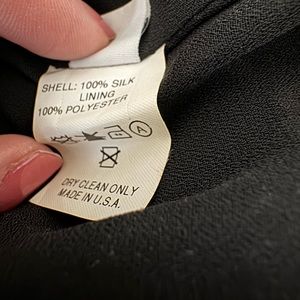 SHELL: 100% SILK
LINING
100% POLYESTER
A
DRY CLEAN ONLY
MADE IN U.S.A.